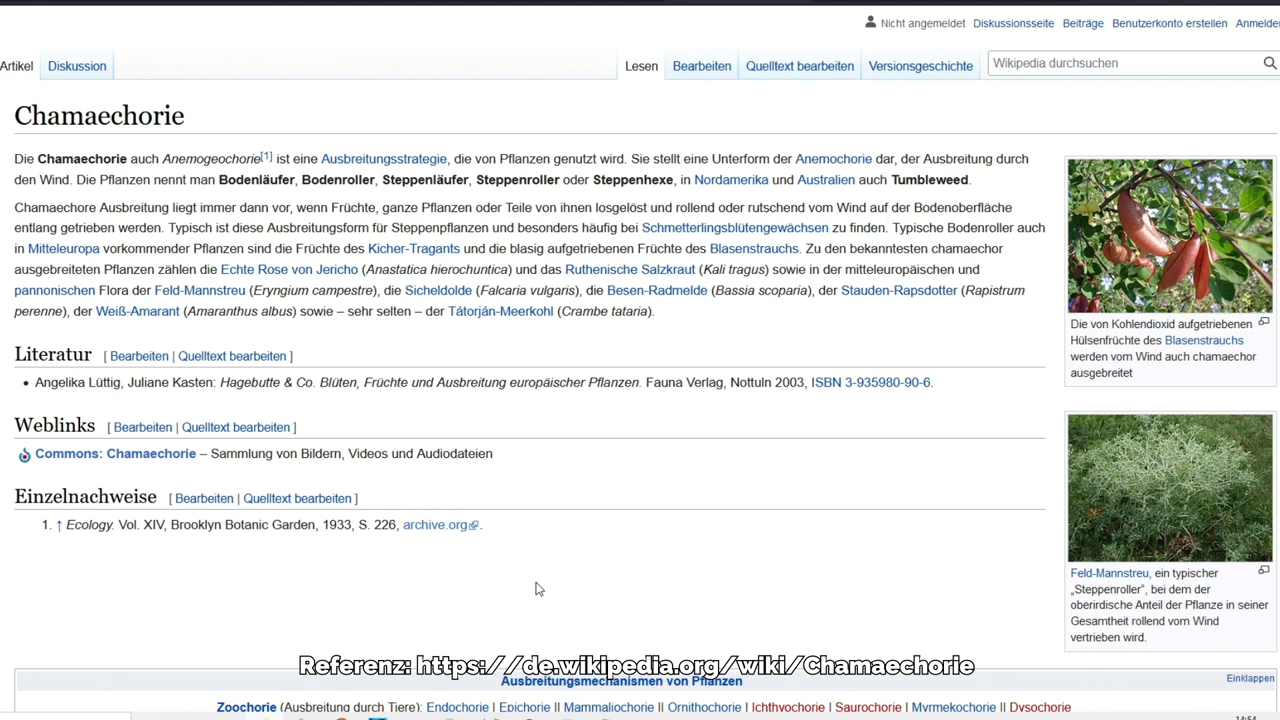 Nicht angemeldet Diskussionsseite Beiträge Benutzerkonto erstellen
Artikel Diskussion Lesen Bearbeiten Quelltext bearbeiten Versionsgeschichte Wikipedia durchsuchen
Chamaechorie
Die Chamaechorie auch Anemogeochorie[1] ist eine Ausbreitungsstrategie, die von Pflanzen genutzt wird. Sie stellt eine Unterform der Anemochorie dar, der Ausbreitung durch
den Wind. Die Pflanzen nennt man Bodenläufer, Bodenroller, Steppenläufer, Steppenroller oder Steppenhexe, in Nordamerika und Australien auch Tumbleweed.
Chamaechore Ausbreitung liegt immer dann vor, wenn Früchte, ganze Pflanzen oder Teile von ihnen losgelöst und rollend oder rutschend vom Wind auf der Bodenoberfläche
entlang getrieben werden. Typisch ist diese Ausbreitungsform für Steppenpflanzen und besonders häufig bei Schmetterlingsblütengewächsen zu finden. Typische Bodenroller auch
in Mitteleuropa vorkommender Pflanzen sind die Früchte des Kicher-Tragants und die blasig aufgetriebenen Früchte des Blasenstrauchs. Zu den bekanntesten chamaechor
ausgebreiteten Pflanzen zählen die Echte Rose von Jericho (Anastatica hierochuntica) und das Ruthenische Salzkraut (Kali tragus) sowie in der mitteleuropäischen und
pannonischen Flora der Feld-Mannstreu (Eryngium campestre), die Sicheldolde (Falcaria vulgaris), die Besen-Radmelde (Bassia scoparia), der Stauden-Rapsdotter (Rapistrum
perenne), der Weiß-Amarant (Amaranthus albus) sowie – sehr selten – der Tátorján-Meerkohl (Crambe tataria).
Die von Kohlendioxid aufgetriebenen
Hülsenfrüchte des Blasenstrauchs
werden vom Wind auch chamaechor
ausgebreitet
Literatur [ Bearbeiten | Quelltext bearbeiten ]
• Angelika Lüttig, Juliane Kasten: Hagebutte & Co. Blüten, Früchte und Ausbreitung europäischer Pflanzen. Fauna Verlag, Nottuln 2003, ISBN 3-935980-90-6.
Weblinks [ Bearbeiten | Quelltext bearbeiten ]
Commons: Chamaechorie – Sammlung von Bildern, Videos und Audiodateien
Einzelnachweise [ Bearbeiten | Quelltext bearbeiten ]
1. ↑ Ecology. Vol. XIV, Brooklyn Botanic Garden, 1933, S. 226, archive.org.
Feld-Mannstreu, ein typischer
„Steppenroller“, bei dem der
oberirdische Anteil der Pflanze in seiner
Gesamtheit rollend vom Wind
vertrieben wird.
Referenz: https://de.wikipedia.org/wiki/Chamaechorie
Ausbreitungsmechanismen von Pflanzen Einklappen
Zoochorie (Ausbreitung durch Tiere): Endochorie | Epichorie || Mammaliochorie || Ornithochorie | Ichthyochorie | Saurochorie | Myrmekochorie || Dysochorie